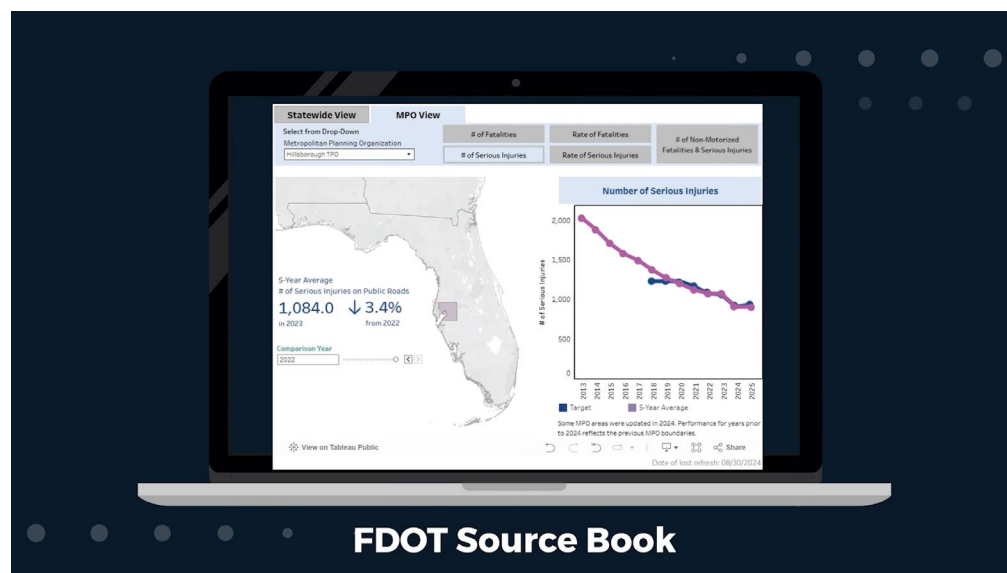 Statewide View
MPO View
Select from Drop-Down
Metropolitan Planning Organization
Hillsborough TPO
# of Fatalities
Rate of Fatalities
# of Non-Motorized
Fatalities & Serious Injuries
# of Serious Injuries
Rate of Serious Injuries
Number of Serious Injuries
5-Year Average
# of Serious Injuries on Public Roads
1,084.0
↓ 3.4%
in 2023
from 2022
Comparison Year
2022
# of Serious Injuries
2,000
1,500
1,000
500
0
2013
2014
2015
2016
2017
2018
2019
2020
2021
2022
2023
2024
2025
Target
5-Year Average
Some MPO areas were updated in 2024. Performance for years prior
to 2024 reflects the previous MPO boundaries.
View on Tableau Public
Share
Date of last refresh: 08/30/2024
FDOT Source Book